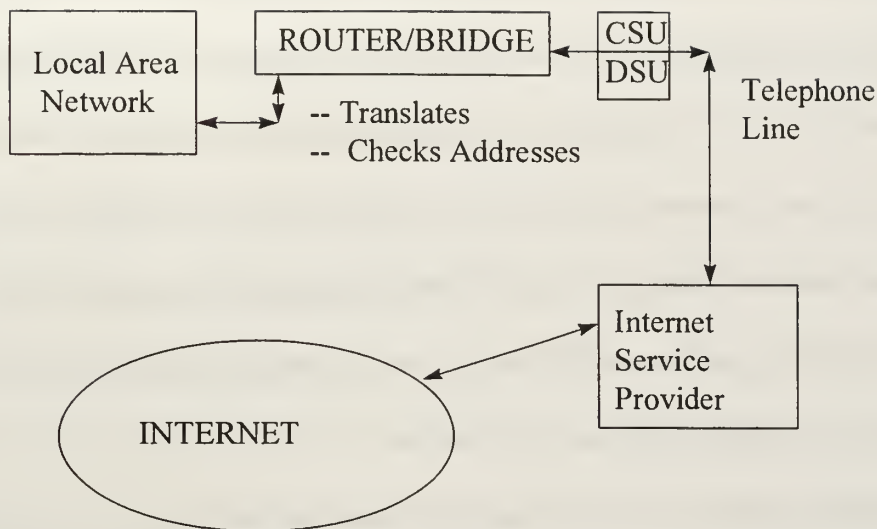 Local Area
Network
ROUTER/BRIDGE
-- Translates
-- Checks Addresses
CSU
DSU
Telephone
Line
Internet
Service
Provider
INTERNET